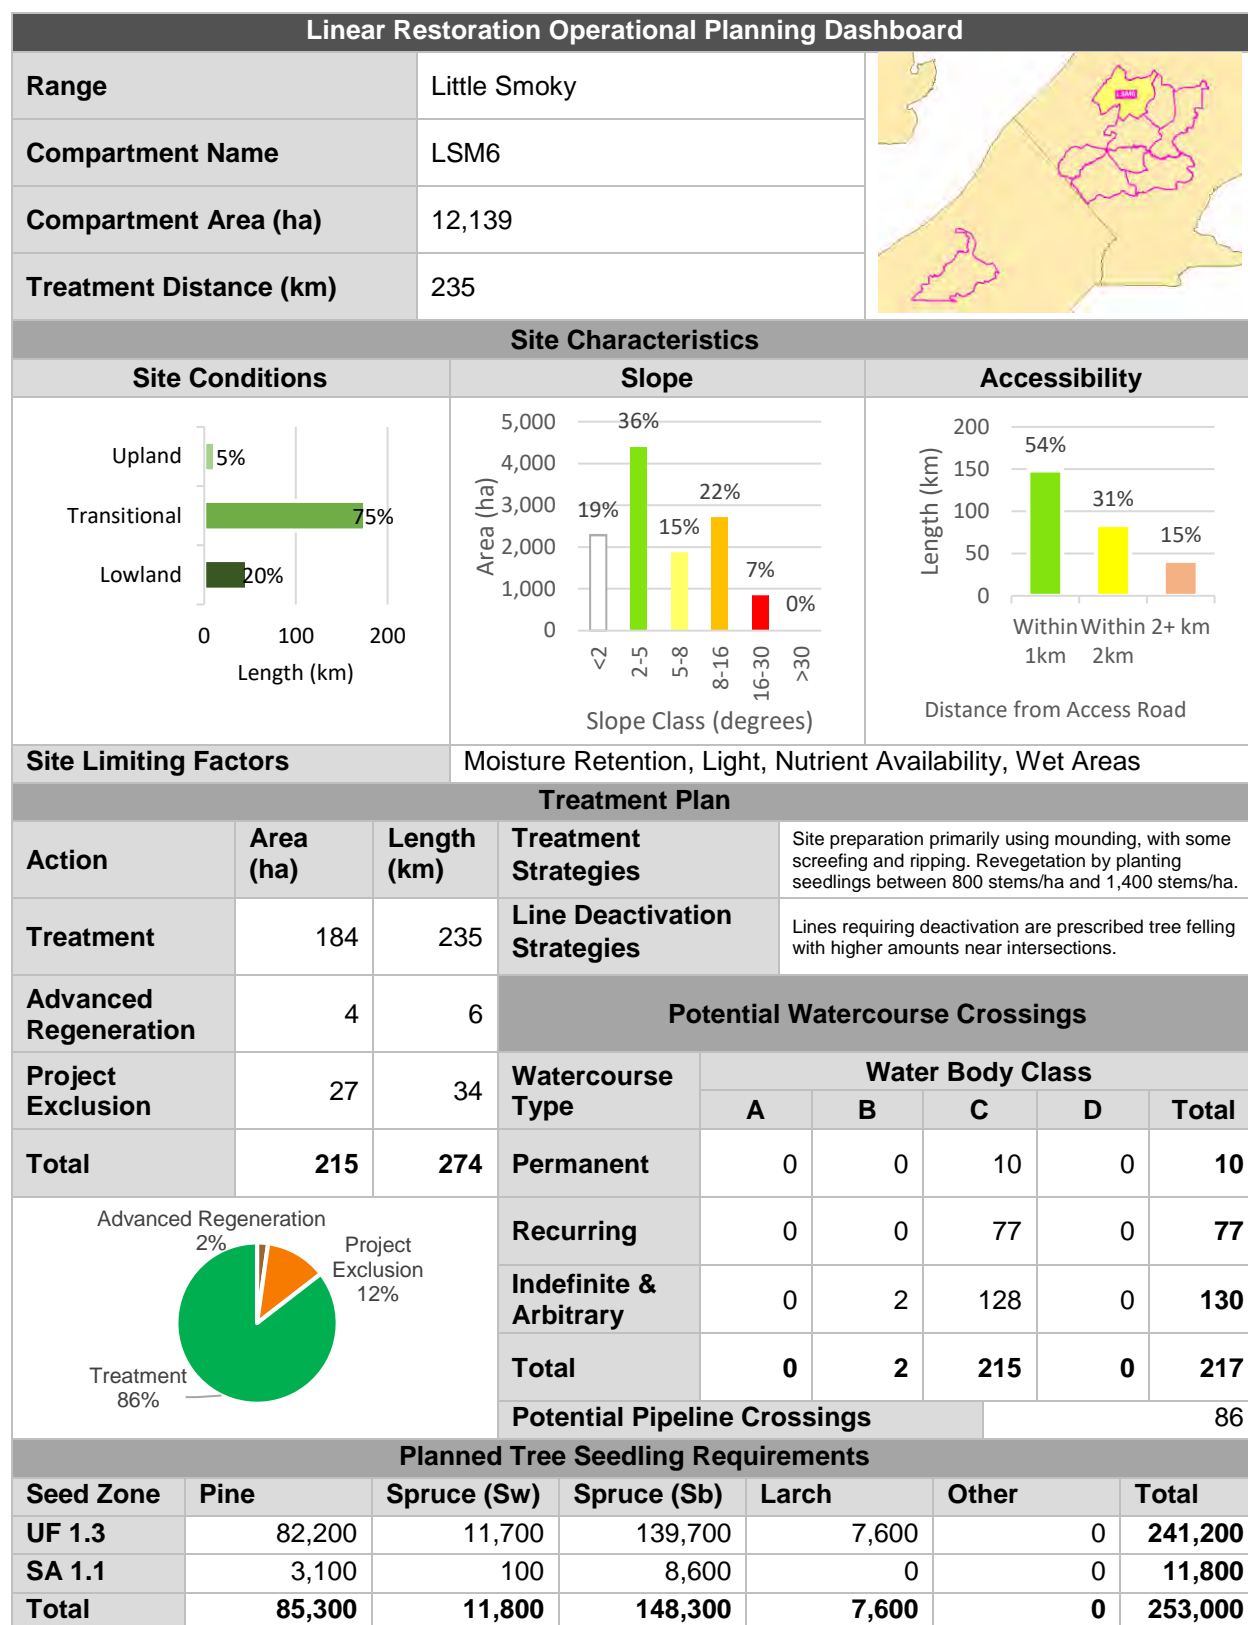 Linear Restoration Operational Planning Dashboard
Range Little Smoky
LSM6
Compartment Name LSM6
Compartment Area (ha) 12,139
Treatment Distance (km) 235
Site Characteristics
Site Conditions Slope Accessibility
Upland 5%
Transitional 75%
Lowland 20%
0 100 200
Length (km)
5,000
4,000
3,000
2,000
1,000
0
Area (ha)
19% 36% 15% 22% 7% 0%
<2 2-5 5-8 8-16 16-30 >30
Slope Class (degrees)
200
150
100
50
0
Length (km)
54% 31% 15%
Within 1km Within 2km 2+ km
Distance from Access Road
Site Limiting Factors Moisture Retention, Light, Nutrient Availability, Wet Areas
Treatment Plan
Action Area (ha) Length (km)
Treatment 184 235
Advanced Regeneration 4 6
Project Exclusion 27 34
Total 215 274
Treatment Strategies
Site preparation primarily using mounding, with some
screefing and ripping. Revegetation by planting
seedlings between 800 stems/ha and 1,400 stems/ha.
Line Deactivation Strategies
Lines requiring deactivation are prescribed tree felling
with higher amounts near intersections.
Advanced Regeneration
2%
Project
Exclusion
12%
Treatment
86%
Potential Watercourse Crossings
Watercourse Type Water Body Class
A B C D Total
Permanent 0 0 10 0 10
Recurring 0 0 77 0 77
Indefinite & Arbitrary 0 2 128 0 130
Total 0 2 215 0 217
Potential Pipeline Crossings 86
Planned Tree Seedling Requirements
Seed Zone Pine Spruce (Sw) Spruce (Sb) Larch Other Total
UF 1.3 82,200 11,700 139,700 7,600 0 241,200
SA 1.1 3,100 100 8,600 0 0 11,800
Total 85,300 11,800 148,300 7,600 0 253,000